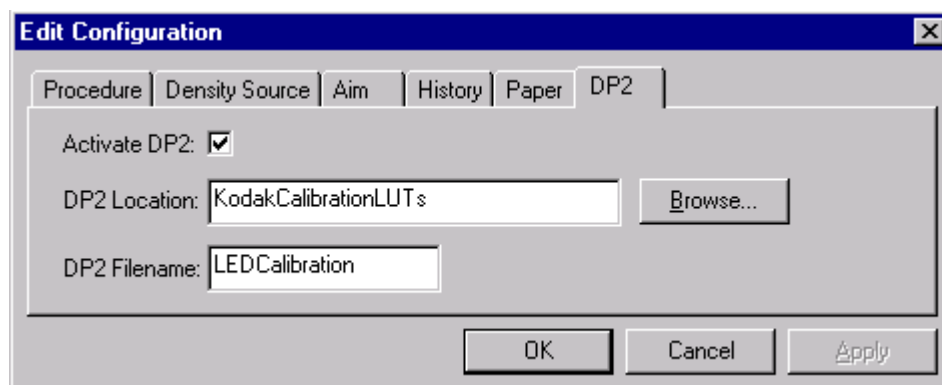 Edit Configuration
Procedure Density Source Aim History Paper DP2
Activate DP2:
DP2 Location: KodakCalibrationLUTs Browse...
DP2 Filename: LEDCalibration
OK Cancel Apply